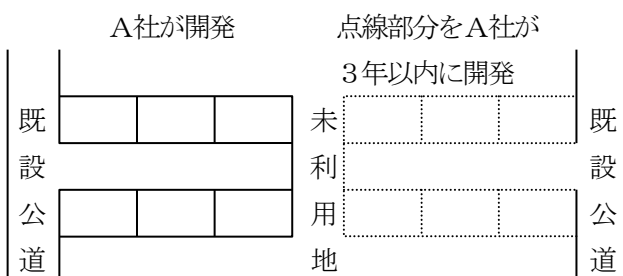 A社が開発
点線部分をA社が
3年以内に開発
既設公道
未利用地
既設公道